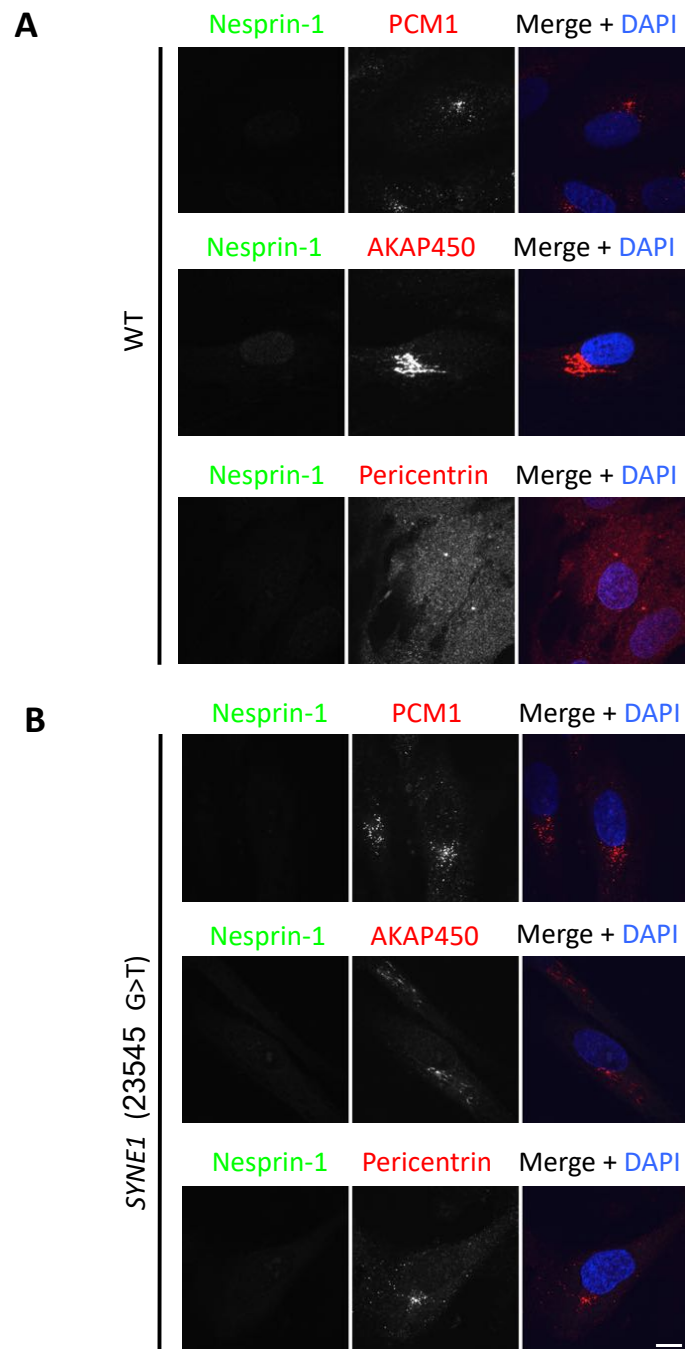 A
Nesprin-1 PCM1 Merge + DAPI
WT
Nesprin-1 AKAP450 Merge + DAPI
Nesprin-1 Pericentrin Merge + DAPI
B
Nesprin-1 PCM1 Merge + DAPI
SYNE1 (23545 G>T)
Nesprin-1 AKAP450 Merge + DAPI
Nesprin-1 Pericentrin Merge + DAPI